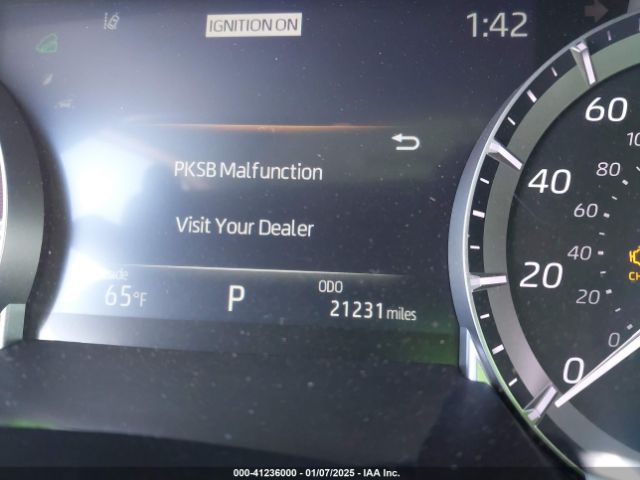 IGNITION ON
1:42
PKSB Malfunction
Visit Your Dealer
65°F
P
ODO
21231 miles
60
40
20
0
80
60
40
20
0
000-41236000 - 01/07/2025 - IAA Inc.